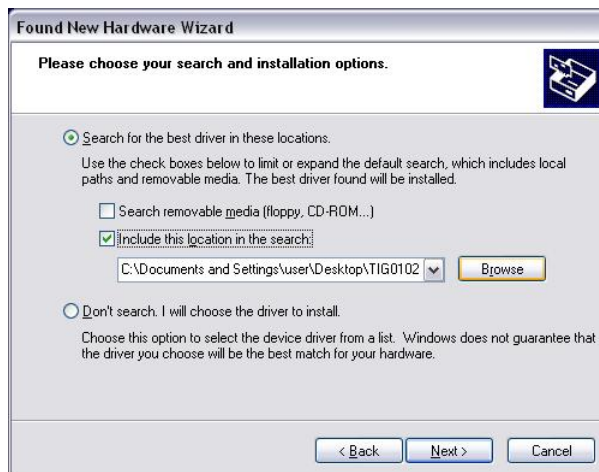 Found New Hardware Wizard
Please choose your search and installation options.
Search for the best driver in these locations.
Use the check boxes below to limit or expand the default search, which includes local
paths and removable media. The best driver found will be installed.
Search removable media (floppy, CD-ROM...)
Include this location in the search:
C:\Documents and Settings\user\Desktop\TIG0102
Browse
Don't search. I will choose the driver to install.
Choose this option to select the device driver from a list. Windows does not guarantee that
the driver you choose will be the best match for your hardware.
< Back
Next >
Cancel